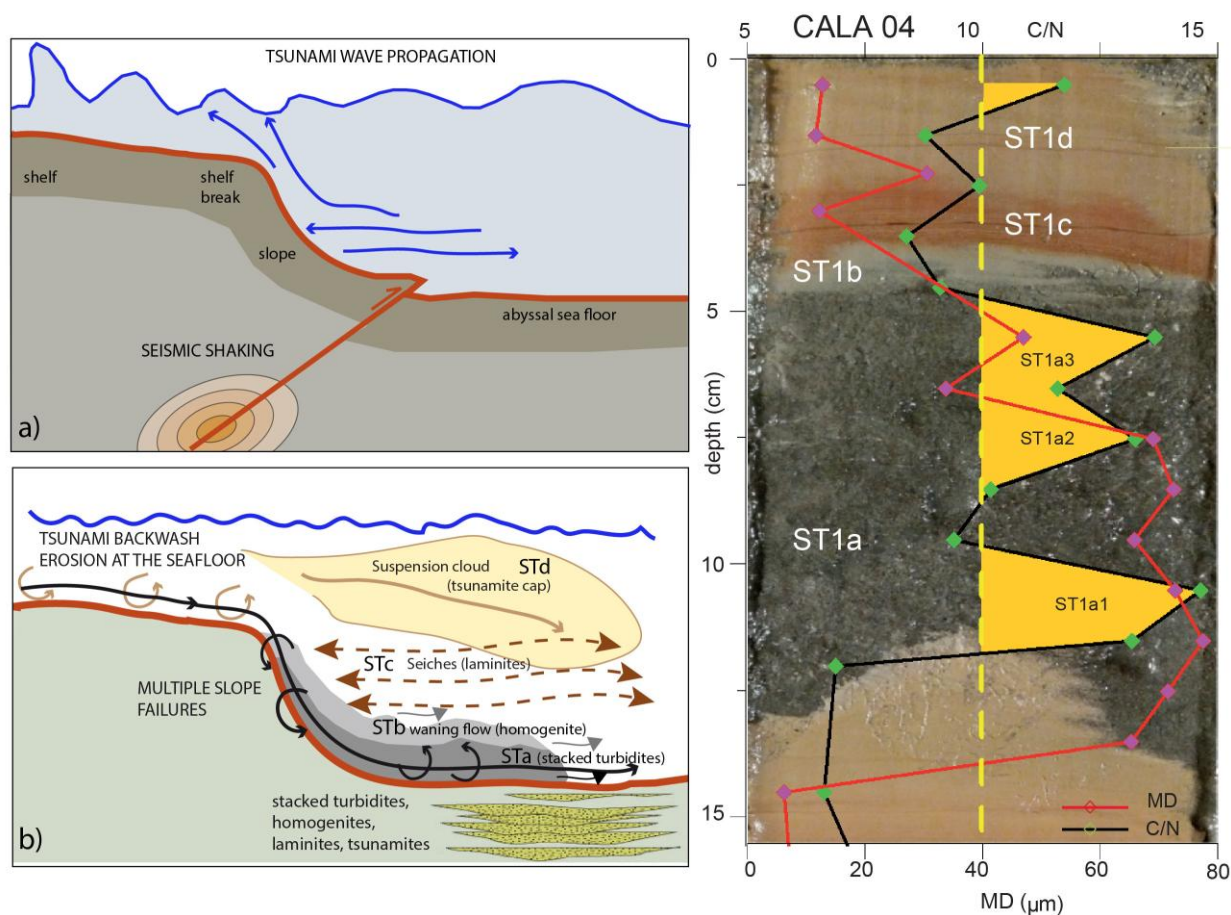 TSUNAMI WAVE PROPAGATION
shelf
shelf
break
slope
abyssal sea floor
SEISMIC SHAKING
a)
TSUNAMI BACKWASH
EROSION AT THE SEAFLOOR
STd
Suspension cloud
(tsunamite cap)
STc Seiches (laminites)
MULTIPLE SLOPE
FAILURES
STb waning flow (homogenite)
STa (stacked turbidites)
stacked turbidites,
homogenites,
laminites, tsunamites
b)
5 CALA 04 10 C/N 15
0
ST1d
ST1c
ST1b
5
ST1a3
depth (cm)
ST1a2
ST1a
10
ST1a1
15
MD
C/N
0 20 40 60 80
MD (µm)